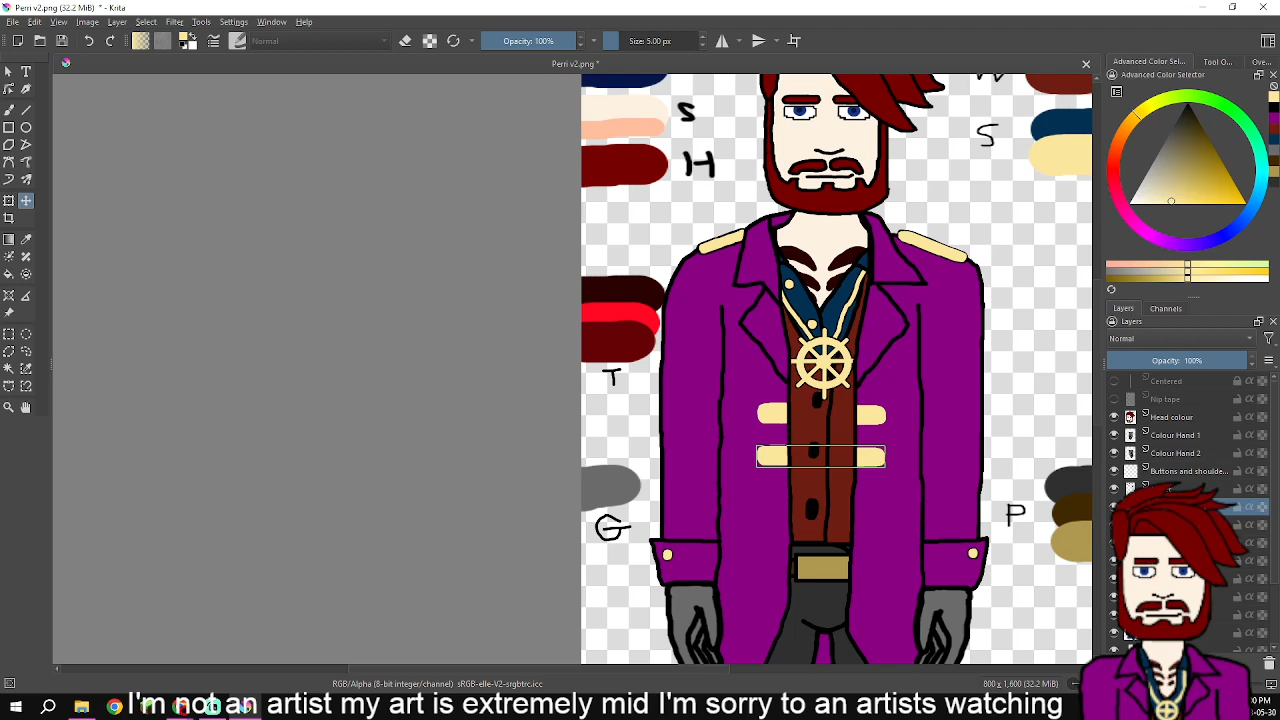 Perri v2.png (32.2 MiB) * - Krita
File Edit View Image Layer Select Filter Tools Settings Window Help
Normal Opacity: 100% Size: 5.00 px
Perri v2.png *
Advanced Color Sel... Tool O... Ove...
Advanced Color Selector
S
H
S
T
G
P
Layers Channels
Layers
Normal
Opacity: 100%
Centered
Nip tape
Head colour
Colour Hand 1
Colour Hand 2
Buttons and shoulde...
RGB/Alpha (8-bit integer/channel) sRGB-elle-V2-srgbtrc.icc
800 x 1,600 (32.2 MiB)
I'm not an artist my art is extremely mid I'm sorry to an artists watching